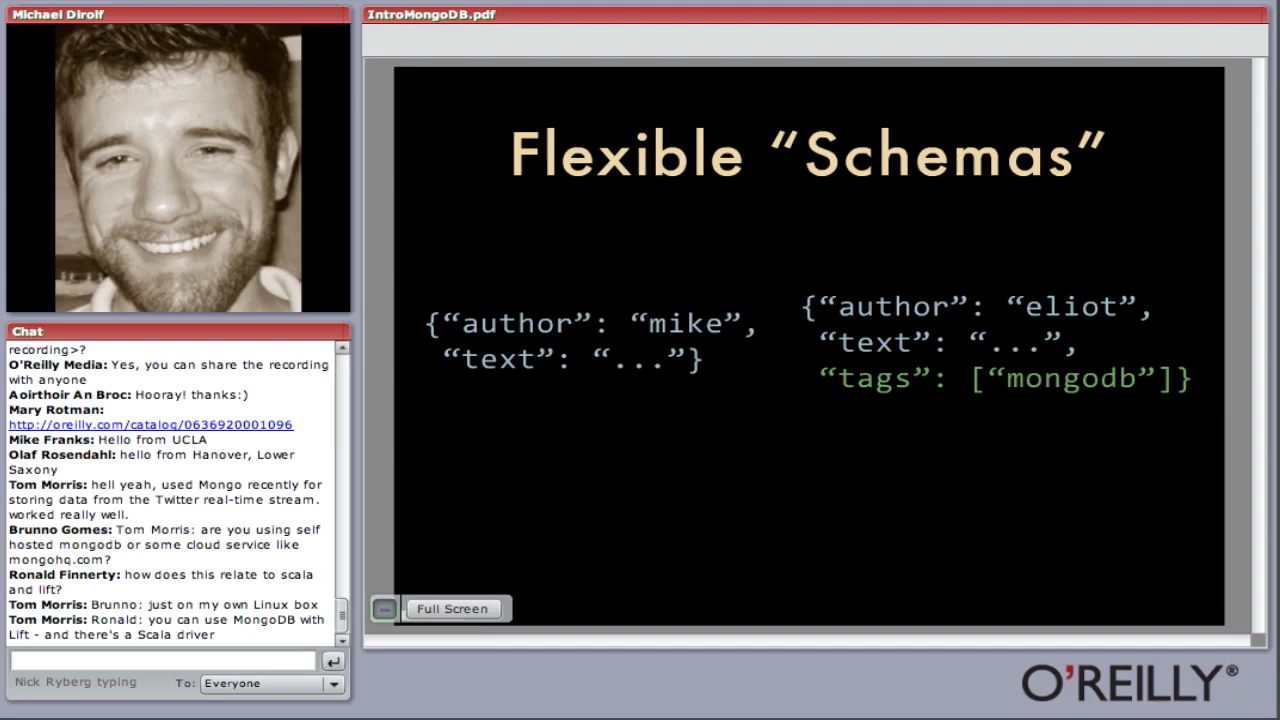 Michael Dirolf
Chat
recording>?
O'Reilly Media: Yes, you can share the recording
with anyone
Aoirthoir An Broc: Hooray! thanks:)
Mary Rotman:
http://oreilly.com/catalog/0636920001096
Mike Franks: Hello from UCLA
Olaf Rosendahl: hello from Hanover, Lower
Saxony
Tom Morris: hell yeah, used Mongo recently for
storing data from the Twitter real-time stream.
worked really well.
Brunno Gomes: Tom Morris: are you using self
hosted mongodb or some cloud service like
mongohq.com?
Ronald Finnerty: how does this relate to scala
and lift?
Tom Morris: Brunno: just on my own Linux box
Tom Morris: Ronald: you can use MongoDB with
Lift - and there's a Scala driver
Nick Ryberg typing
To: Everyone
IntroMongoDB.pdf
Flexible “Schemas”
{“author”: “mike”,
“text”: “...”}
{“author”: “eliot”,
“text”: “...”,
“tags”: [“mongodb”]}
Full Screen
O'REILLY®